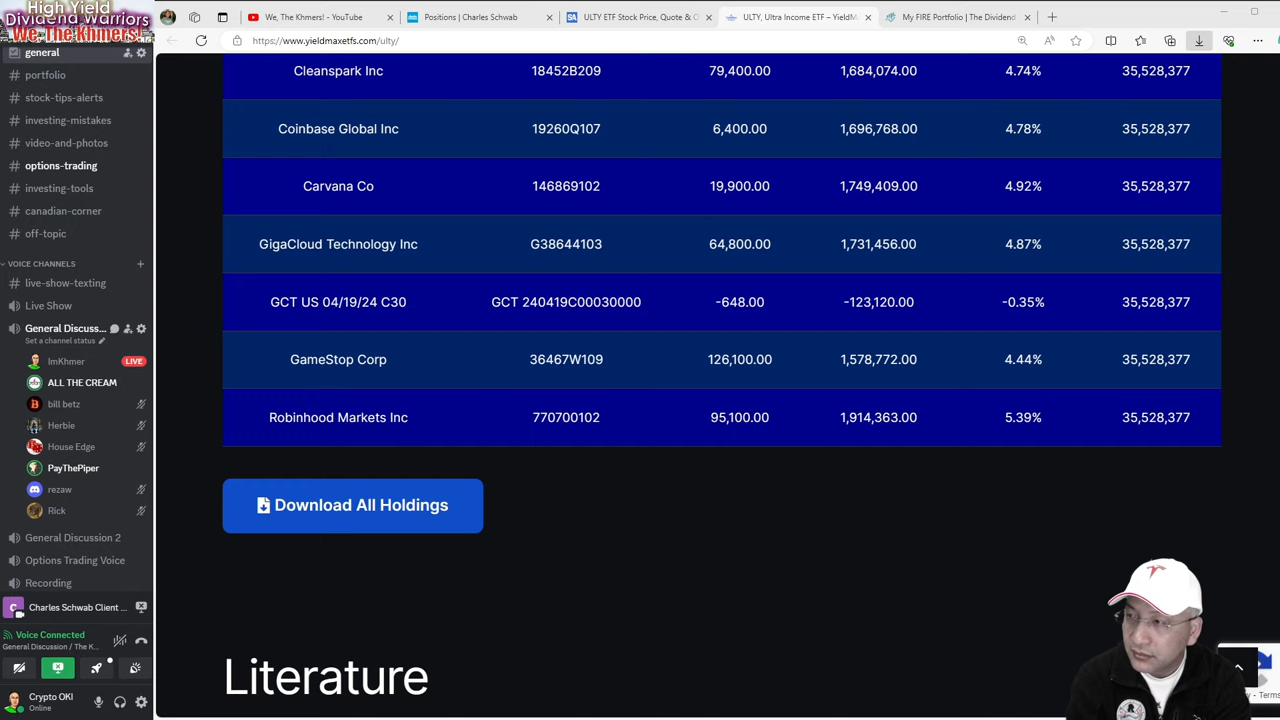 High Yield
Dividend Warriors
We The Khmers!
general
portfolio
stock-tips-alerts
investing-mistakes
video-and-photos
options-trading
investing-tools
canadian-corner
off-topic
VOICE CHANNELS
live-show-texting
Live Show
General Discuss...
Set a channel status
ImKhmer LIVE
ALL THE CREAM
bill betz
Herbie
House Edge
PayThePiper
rezaw
Rick
General Discussion 2
Options Trading Voice
Recording
Charles Schwab Client ...
Voice Connected
General Discussion / The K...
Crypto OKI
Online
We, The Khmers! - YouTube
Positions | Charles Schwab
ULTY ETF Stock Price, Quote & C
ULTY, Ultra Income ETF – YieldM
My FIRE Portfolio | The Dividend
https://www.yieldmaxetfs.com/ulty/
Cleanspark Inc 18452B209 79,400.00 1,684,074.00 4.74% 35,528,377
Coinbase Global Inc 19260Q107 6,400.00 1,696,768.00 4.78% 35,528,377
Carvana Co 146869102 19,900.00 1,749,409.00 4.92% 35,528,377
GigaCloud Technology Inc G38644103 64,800.00 1,731,456.00 4.87% 35,528,377
GCT US 04/19/24 C30 GCT 240419C00030000 -648.00 -123,120.00 -0.35% 35,528,377
GameStop Corp 36467W109 126,100.00 1,578,772.00 4.44% 35,528,377
Robinhood Markets Inc 770700102 95,100.00 1,914,363.00 5.39% 35,528,377
Download All Holdings
Literature
- Terms